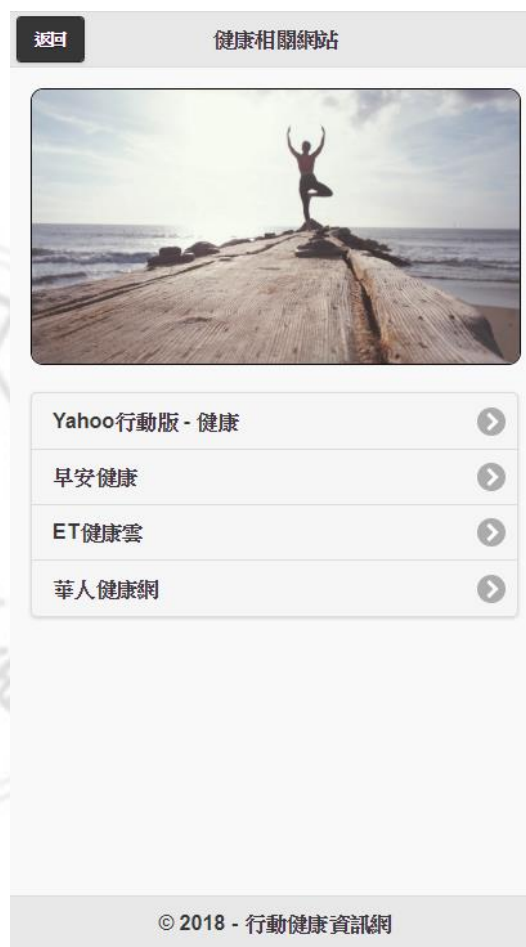 返回
健康相關網站
Yahoo行動版 - 健康
早安健康
ET健康雲
華人健康網
© 2018 - 行動健康資訊網